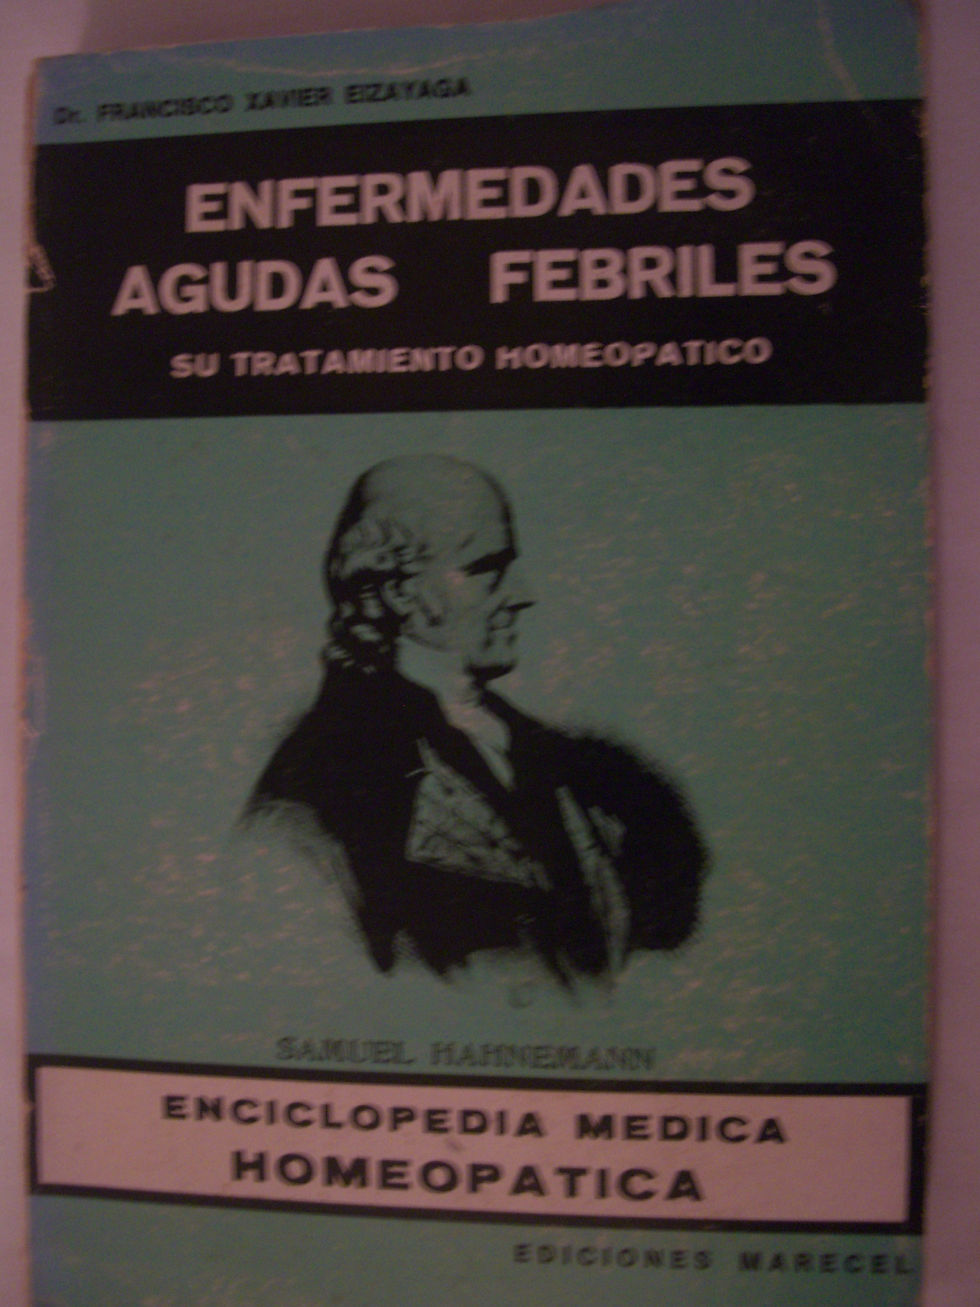 Dr. FRANCISCO XAVIER EIZAYAGA
ENFERMEDADES
AGUDAS FEBRILES
SU TRATAMIENTO HOMEOPATICO
SAMUEL HAHNEMANN
ENCICLOPEDIA MEDICA
HOMEOPATICA
EDICIONES MARECEL